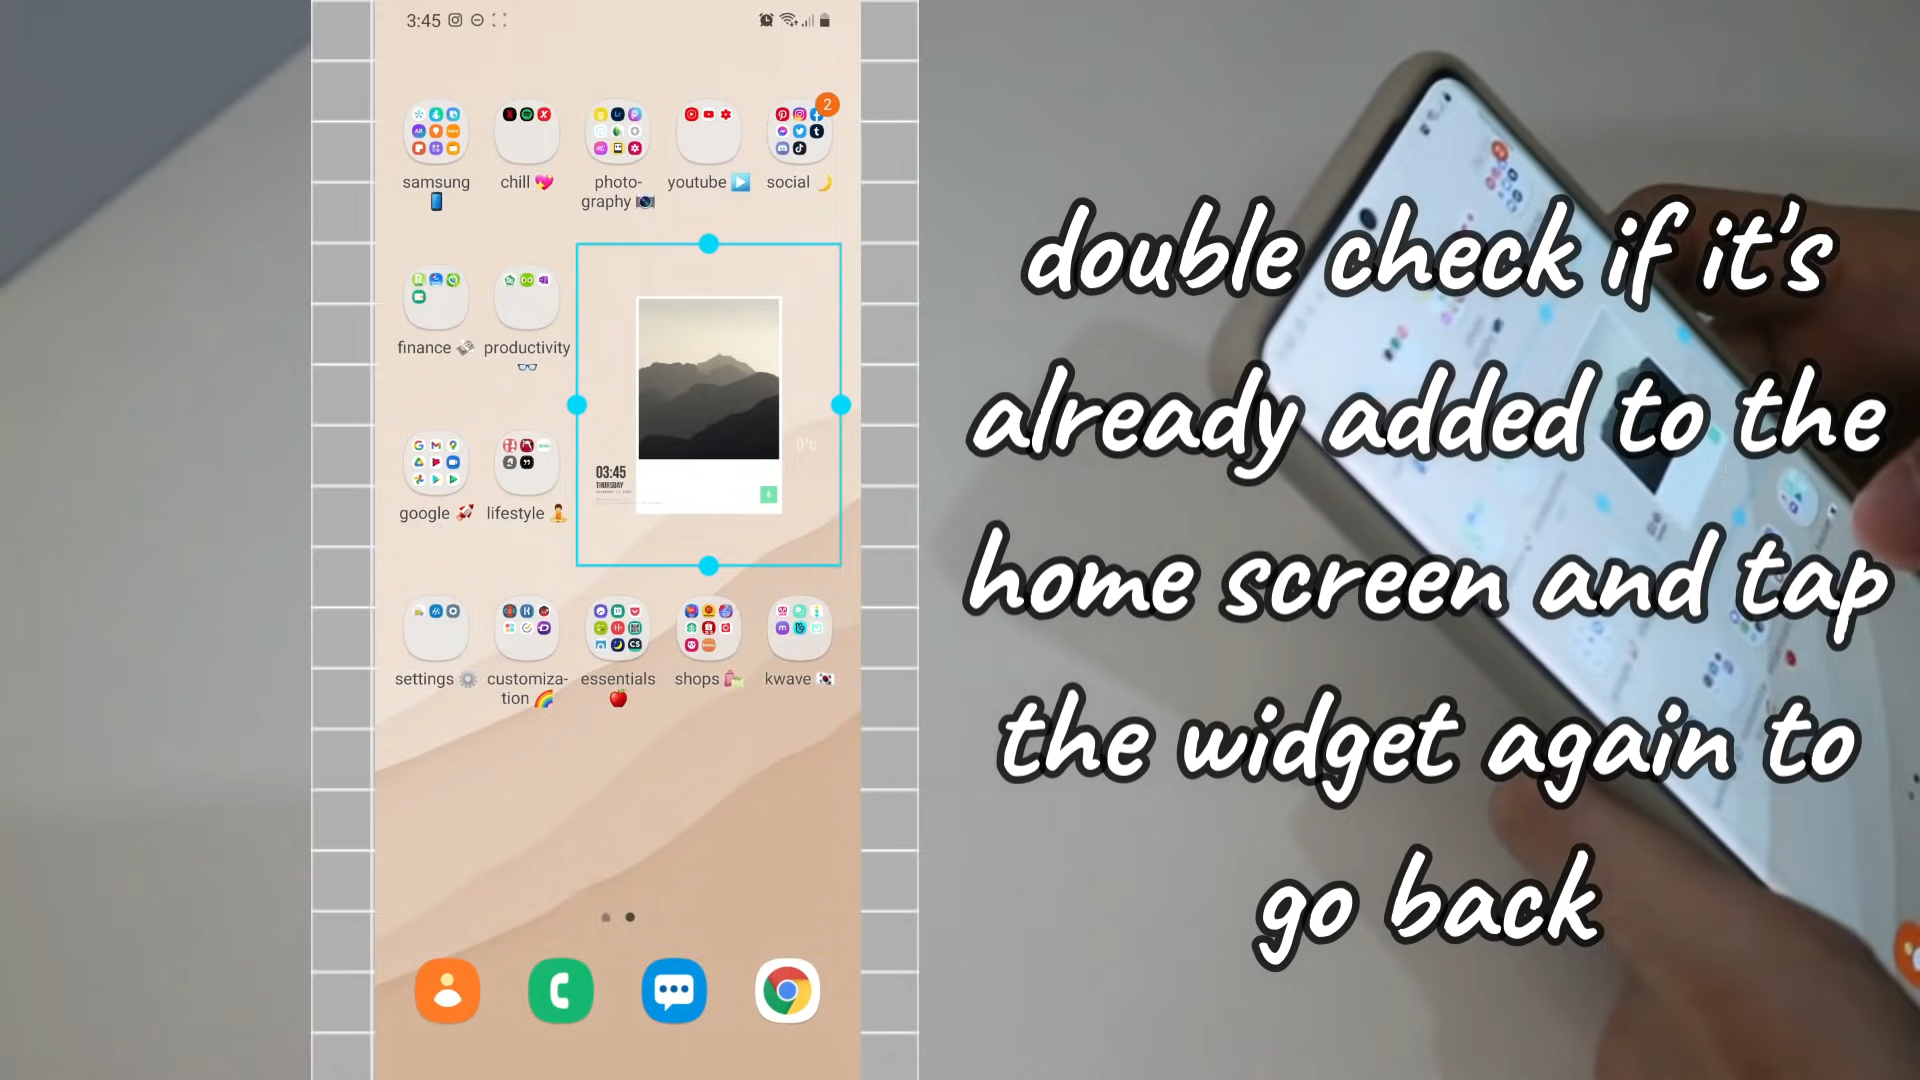 3:45
2
samsung
chill
photo-
graphy
youtube
social
finance
productivity
google
lifestyle
03:45
THURSDAY
0°c
settings
customiza-
tion
essentials
shops
kwave
double check if it's
already added to the
home screen and tap
the widget again to
go back